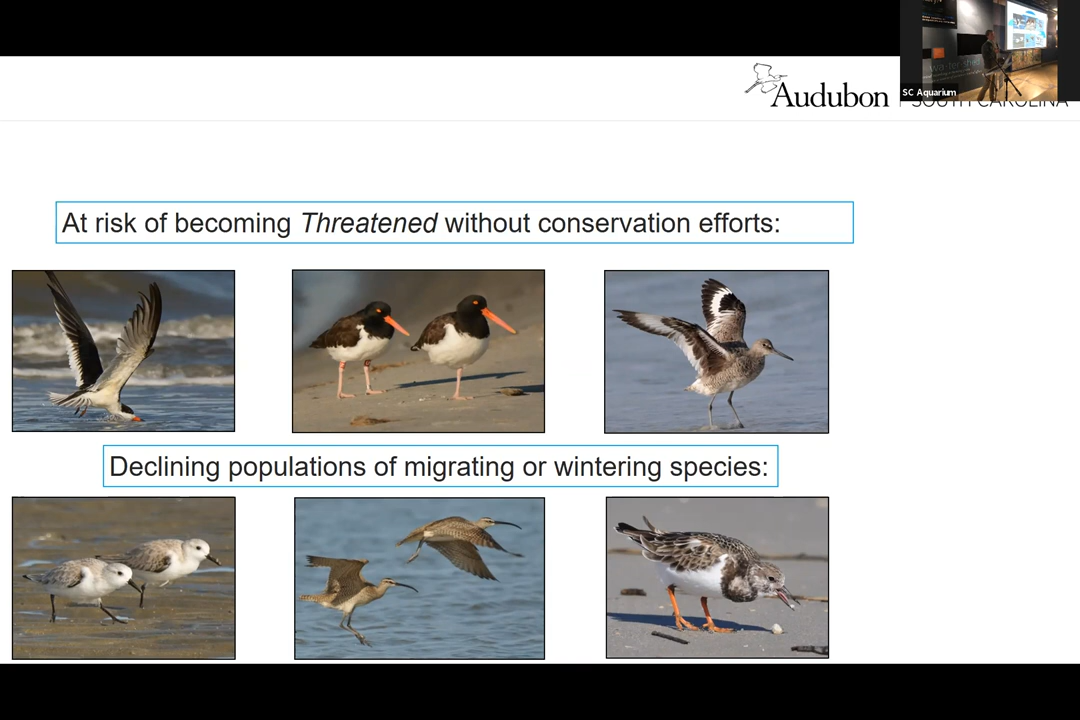 Audubon | SOUTH CAROLINA
SC Aquarium
At risk of becoming Threatened without conservation efforts:
Declining populations of migrating or wintering species: